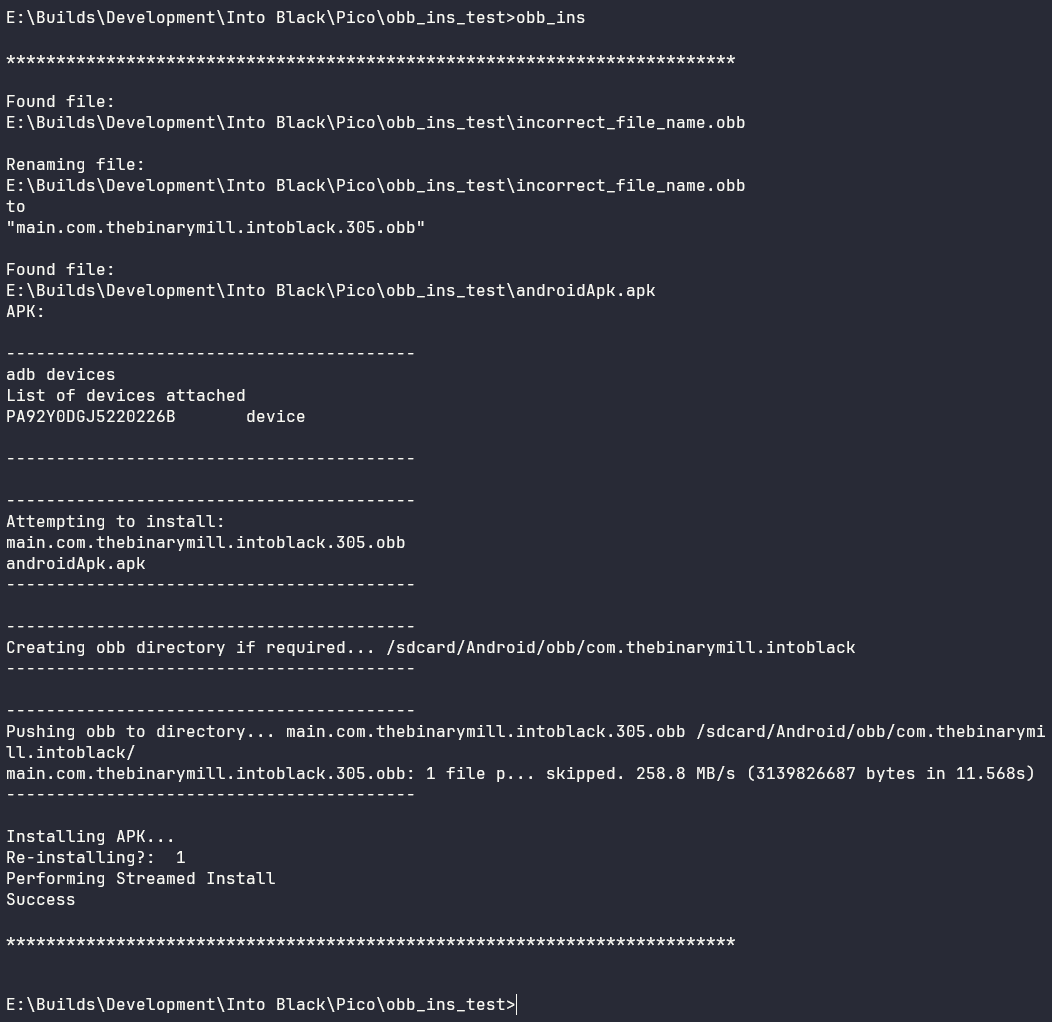 E:\Builds\Development\Into Black\Pico\obb_ins_test>obb_ins
*************************************************************************
Found file:
E:\Builds\Development\Into Black\Pico\obb_ins_test\incorrect_file_name.obb
Renaming file:
E:\Builds\Development\Into Black\Pico\obb_ins_test\incorrect_file_name.obb
to
"main.com.thebinarymill.intoblack.305.obb"
Found file:
E:\Builds\Development\Into Black\Pico\obb_ins_test\androidApk.apk
APK:
-----------------------------------------
adb devices
List of devices attached
PA92Y0DGJ5220226B       device
-----------------------------------------
-----------------------------------------
Attempting to install:
main.com.thebinarymill.intoblack.305.obb
androidApk.apk
-----------------------------------------
-----------------------------------------
Creating obb directory if required... /sdcard/Android/obb/com.thebinarymill.intoblack
-----------------------------------------
-----------------------------------------
Pushing obb to directory... main.com.thebinarymill.intoblack.305.obb /sdcard/Android/obb/com.thebinarymi
ll.intoblack/
main.com.thebinarymill.intoblack.305.obb: 1 file p... skipped. 258.8 MB/s (3139826687 bytes in 11.568s)
-----------------------------------------
Installing APK...
Re-installing?:  1
Performing Streamed Install
Success
*************************************************************************
E:\Builds\Development\Into Black\Pico\obb_ins_test>